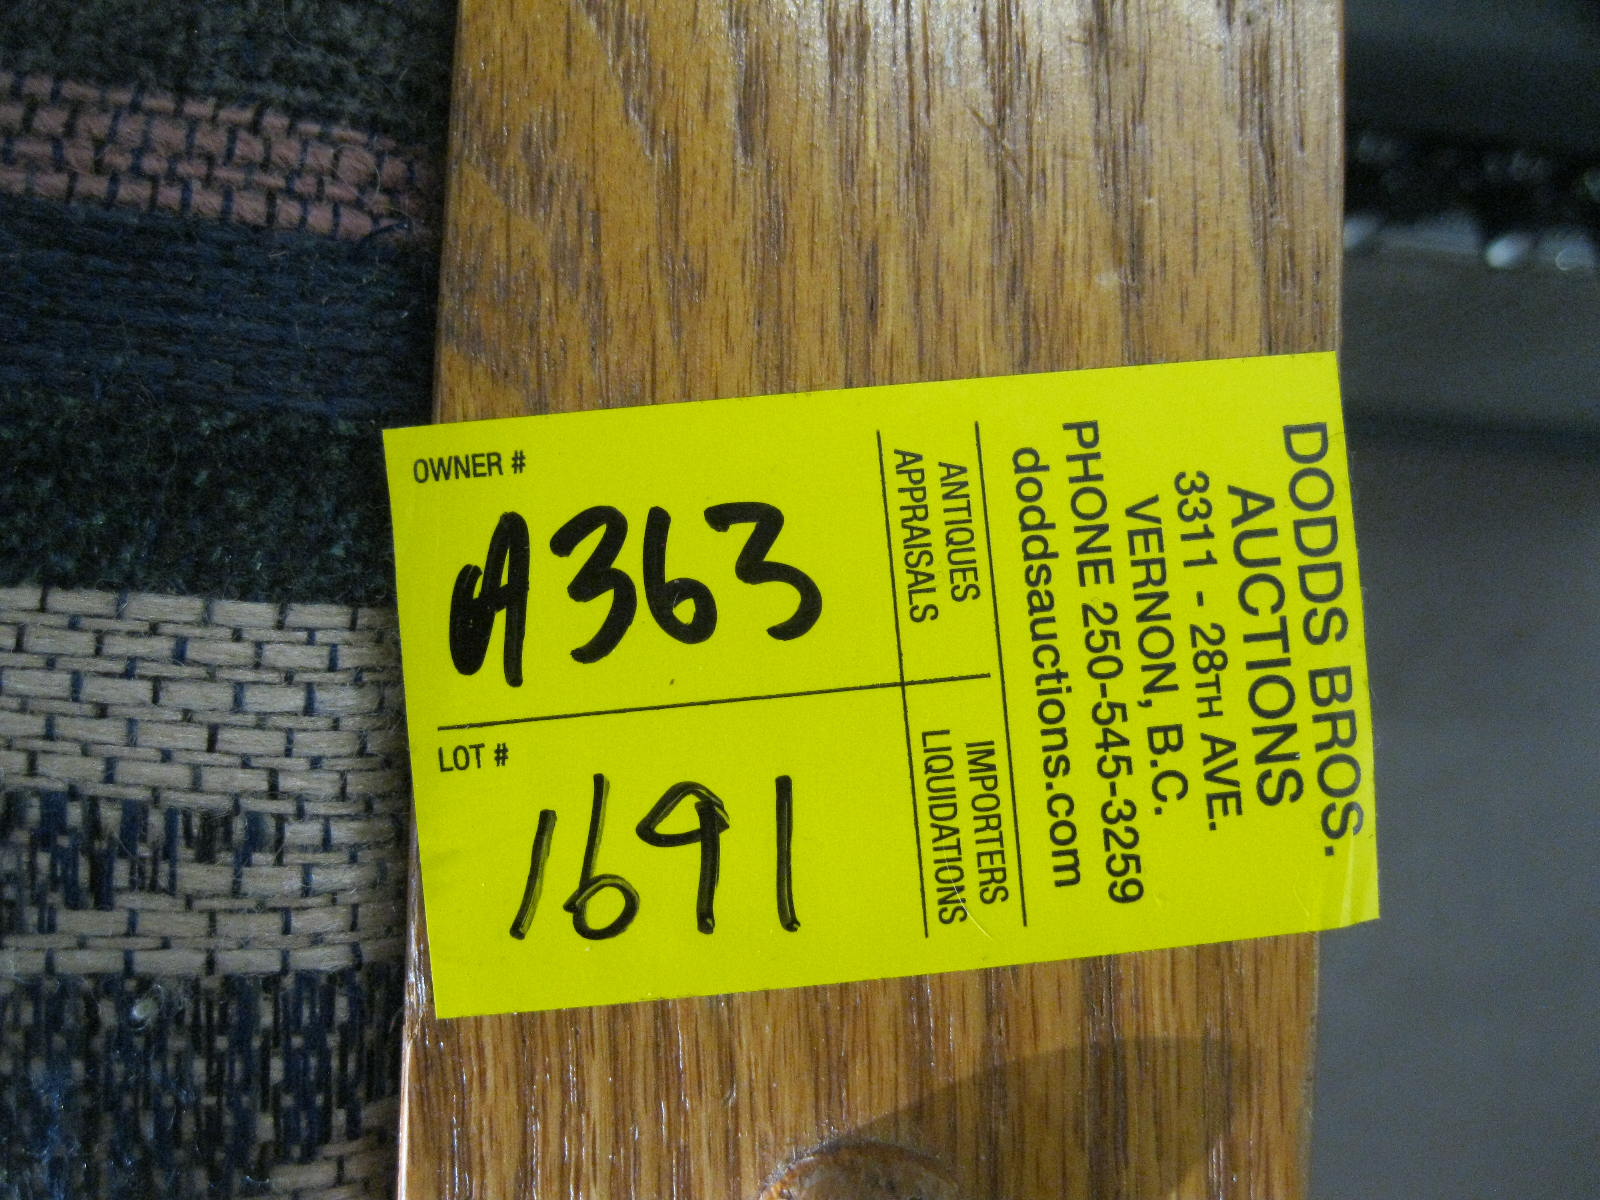 DODDS BROS.
AUCTIONS
3311 - 28TH AVE.
VERNON, B.C.
PHONE 250-545-3259
doddsauctions.com
ANTIQUES IMPORTERS
APPRAISALS LIQUIDATIONS
OWNER #
A363
LOT #
1691